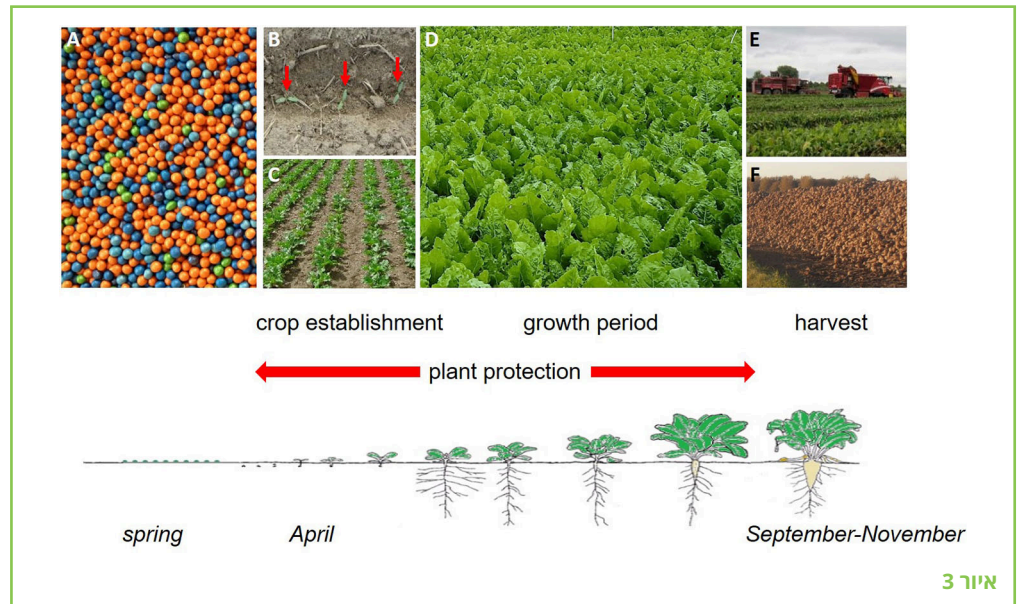 A
B
C
D
E
F
crop establishment
growth period
harvest
plant protection
spring
April
September-November
איור 3